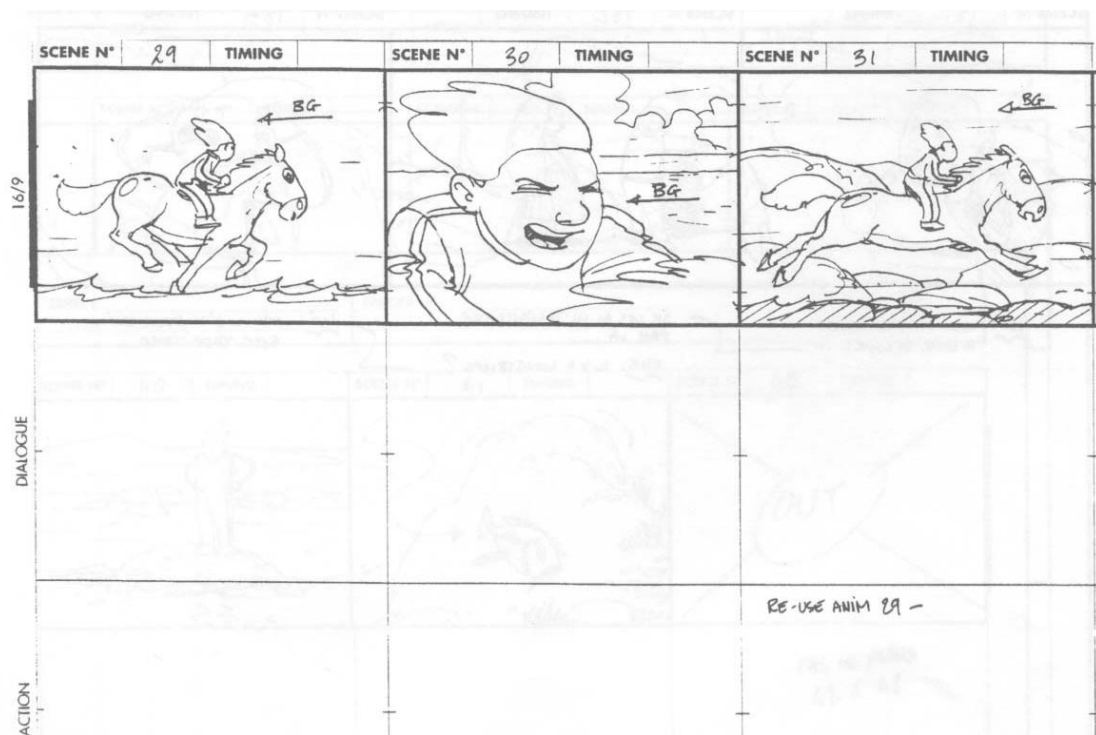 SCENE N° 29 TIMING
SCENE N° 30 TIMING
SCENE N° 31 TIMING
16/9
BG
BG
BG
DIALOGUE
RE-USE ANIM 29 -
ACTION